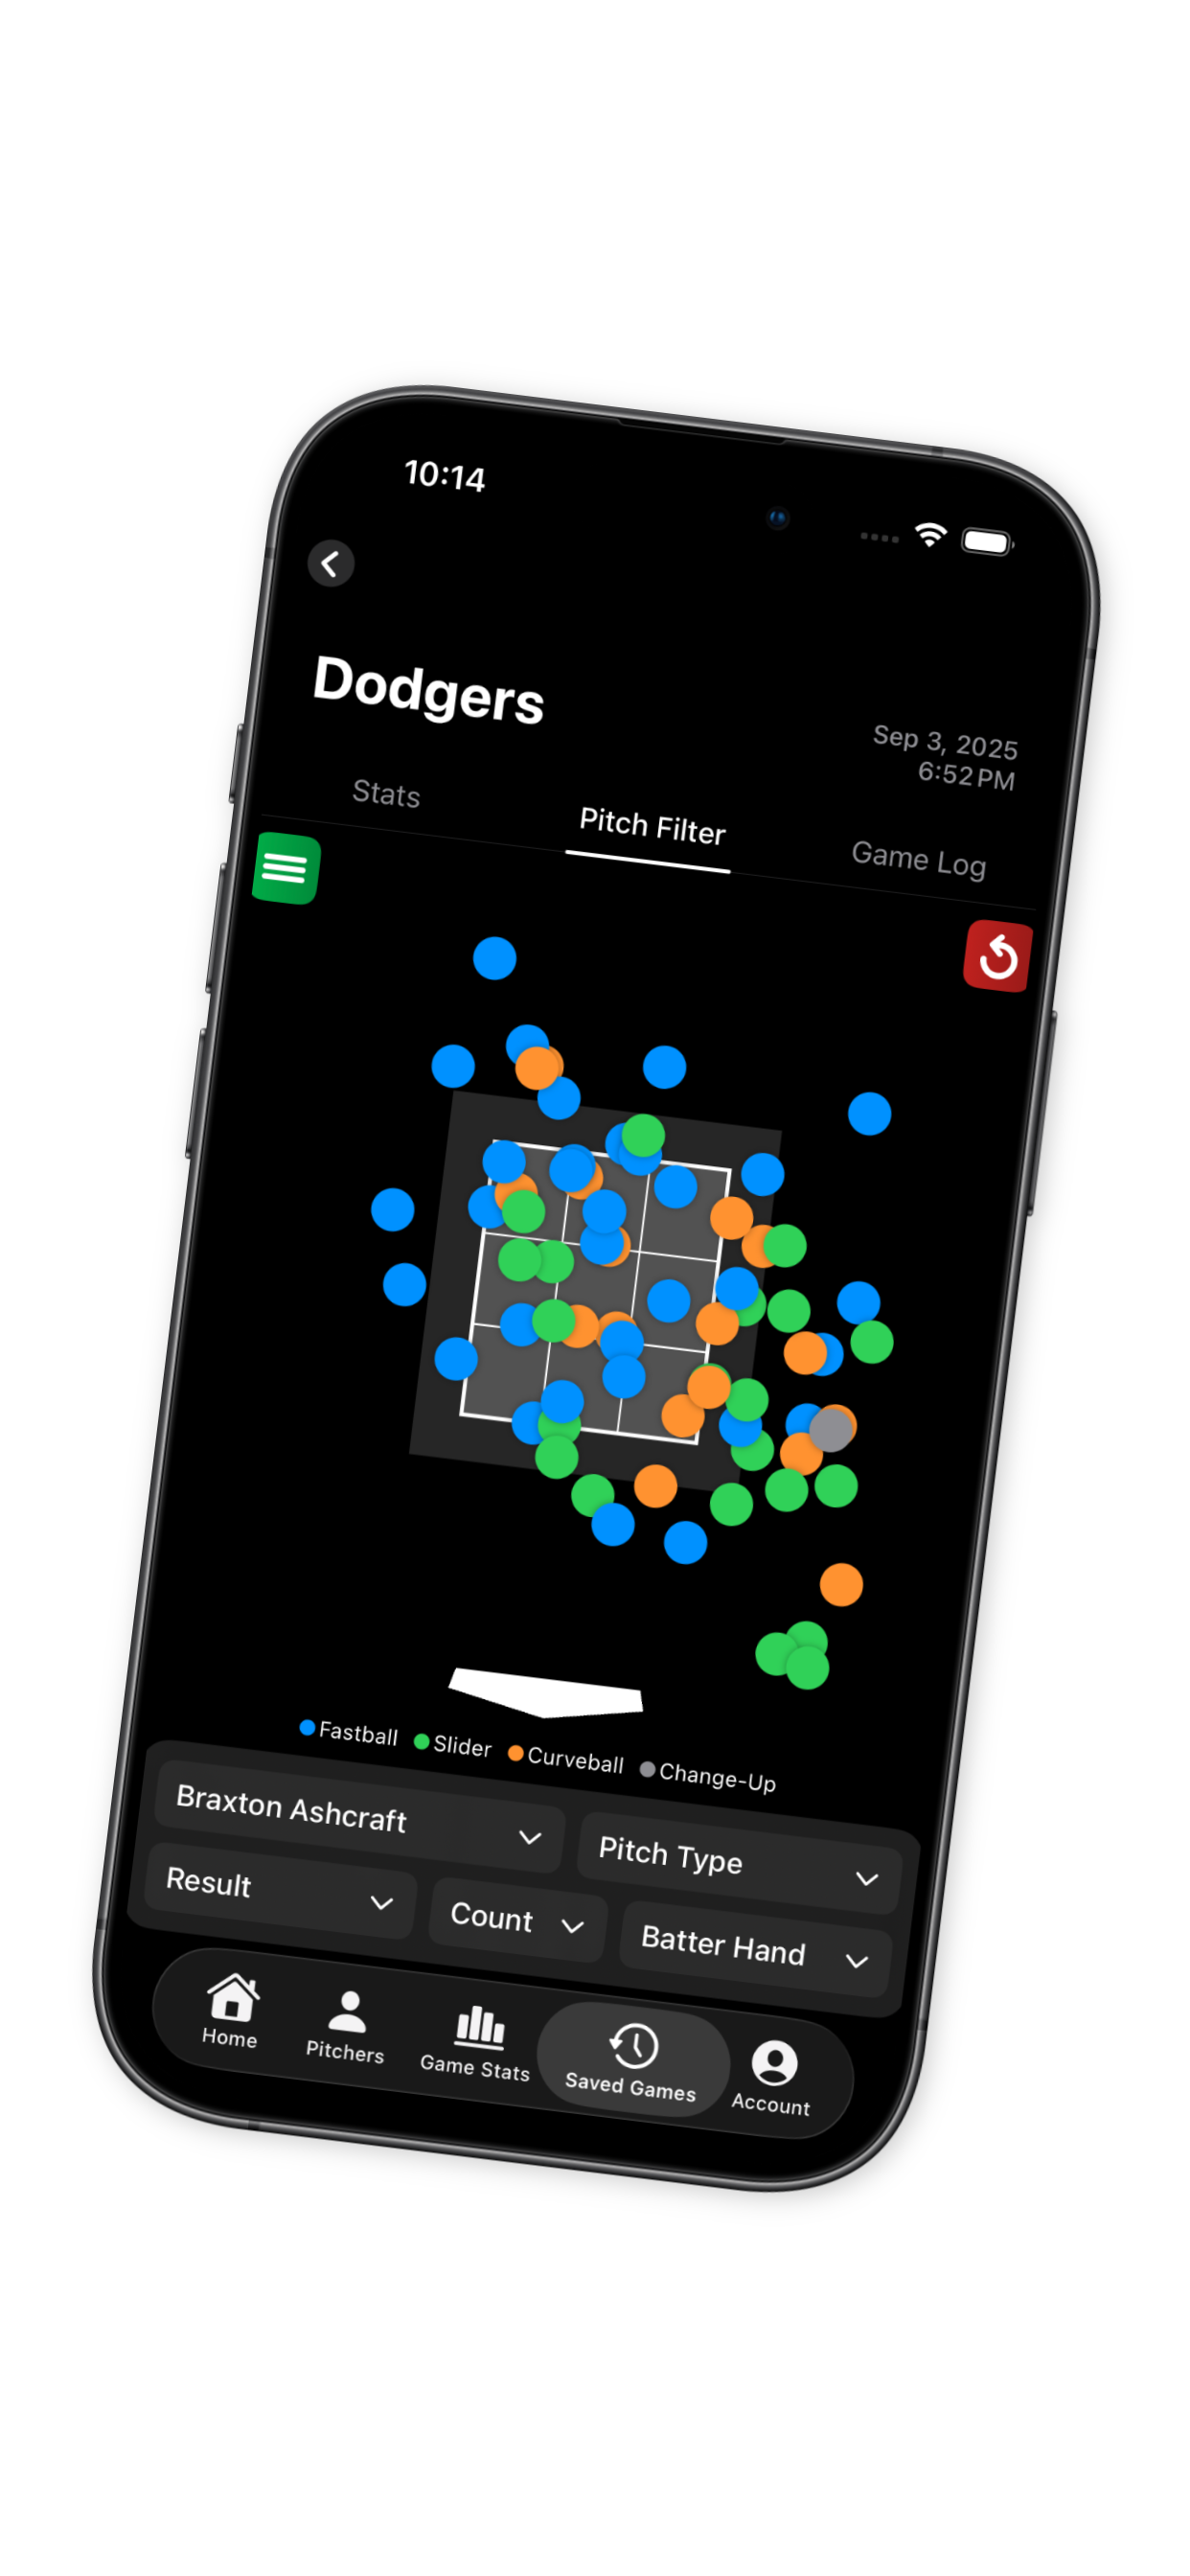 10:14
Dodgers
Sep 3, 2025
6:52 PM
Stats
Pitch Filter
Game Log
Fastball Slider Curveball Change-Up
Braxton Ashcraft
Pitch Type
Result
Count
Batter Hand
Home
Pitchers
Game Stats
Saved Games
Account